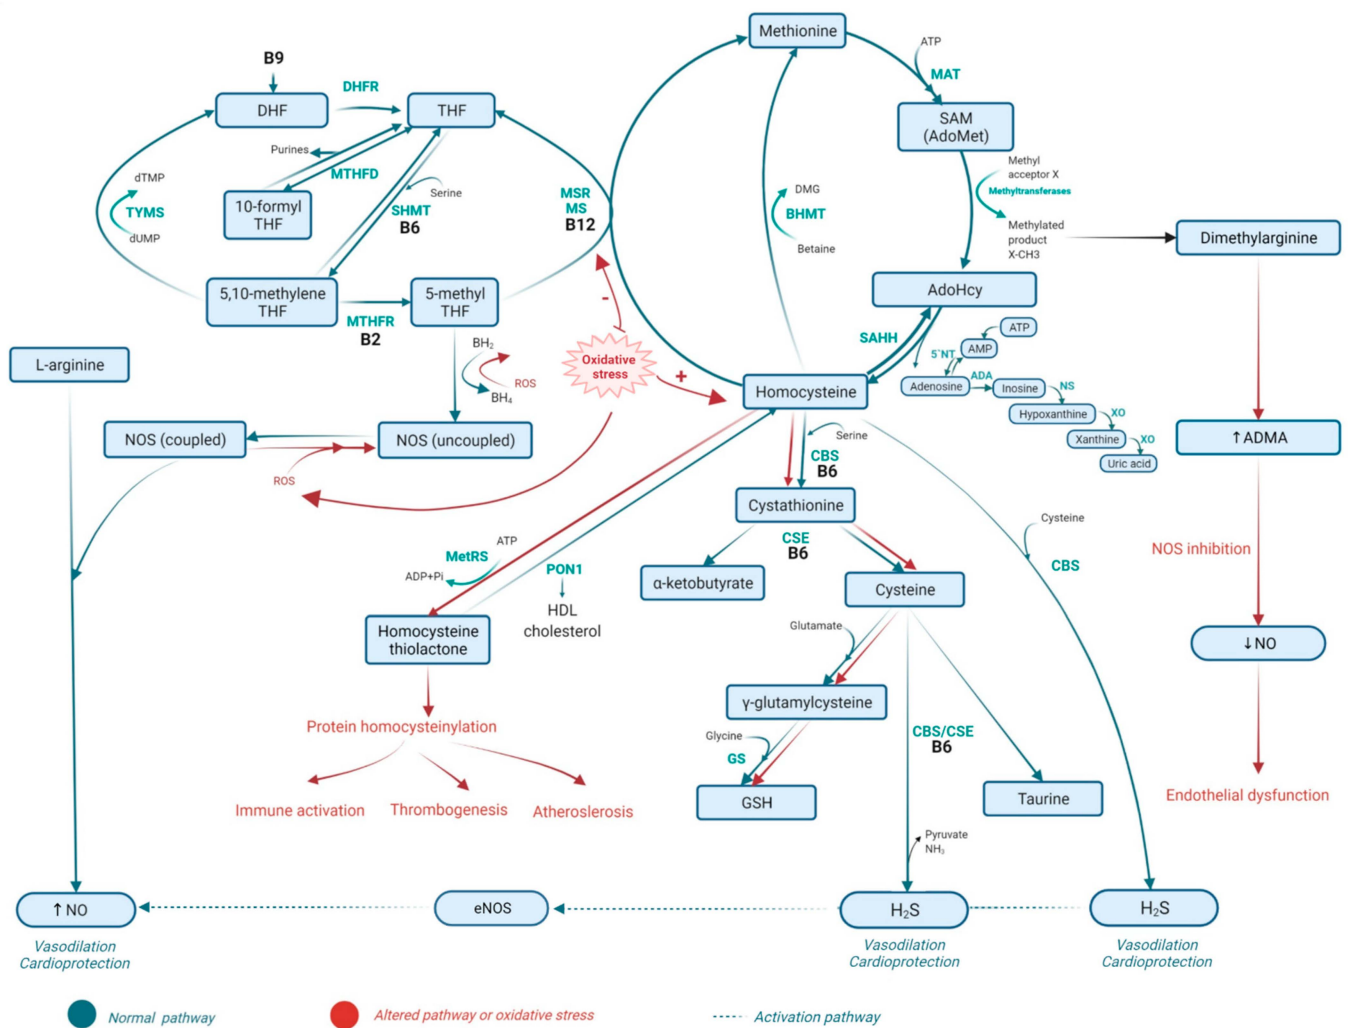 Methionine
ATP
MAT
SAM
(AdoMet)
Methyl
acceptor X
Methyltransferases
Methylated
product
X-CH3
Dimethylarginine
B9
DHFR
DHF
THF
Purines
MTHFD
dTMP
TYMS
dUMP
10-formyl
THF
Serine
SHMT
B6
MSR
MS
B12
DMG
BHMT
Betaine
5,10-methylene
THF
MTHFR
B2
5-methyl
THF
AdoHcy
SAHH
ATP
AMP
5`NT
Adenosine
ADA
Inosine
NS
Hypoxanthine
XO
Xanthine
XO
Uric acid
L-arginine
BH₂
ROS
BH₄
-
Oxidative
stress
+
Homocysteine
NOS (coupled)
NOS (uncoupled)
ROS
Serine
CBS
B6
Cystathionine
CSE
B6
α-ketobutyrate
Cysteine
Cysteine
CBS
↑ADMA
NOS inhibition
↓NO
Endothelial dysfunction
MetRS
ATP
ADP+Pi
PON1
HDL
cholesterol
Homocysteine
thiolactone
Protein homocysteinylation
Immune activation
Thrombogenesis
Atheroslerosis
Glutamate
γ-glutamylcysteine
Glycine
GS
GSH
CBS/CSE
B6
Taurine
Pyruvate
NH₃
↑NO
eNOS
H₂S
H₂S
Vasodilation
Cardioprotection
Vasodilation
Cardioprotection
Vasodilation
Cardioprotection
Normal pathway
Altered pathway or oxidative stress
Activation pathway